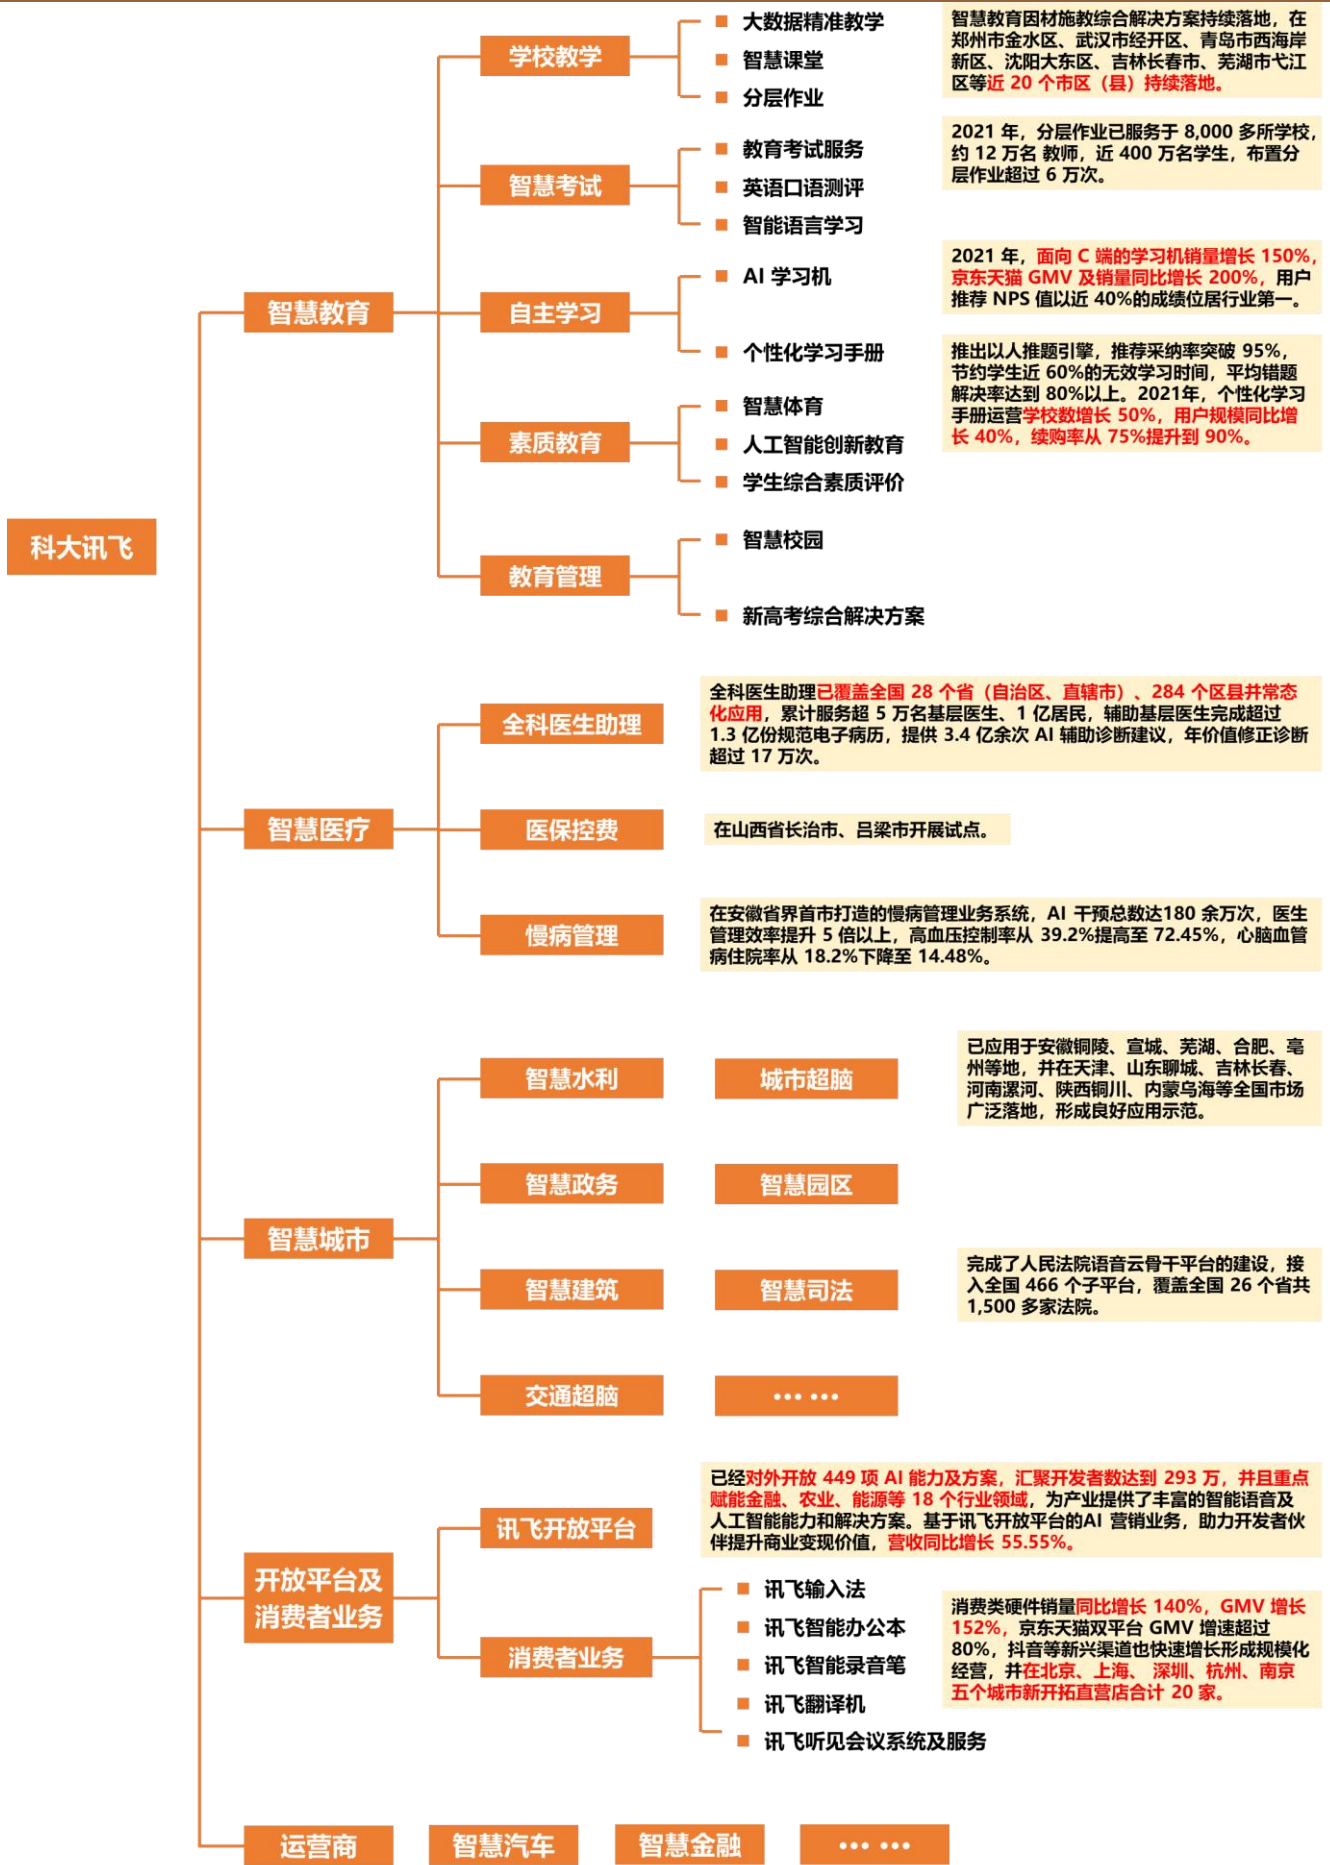 科大讯飞
智慧教育
学校教学
大数据精准教学
智慧课堂
分层作业
智慧教育因材施教综合解决方案持续落地，在
郑州市金水区、武汉市经开区、青岛市西海岸
新区、沈阳大东区、吉林长春市、芜湖市弋江
区等近 20 个市区（县）持续落地。
2021 年，分层作业已服务于 8,000 多所学校，
约 12 万名 教师，近 400 万名学生，布置分
层作业超过 6 万次。
智慧考试
教育考试服务
英语口语测评
智能语言学习
自主学习
AI 学习机
个性化学习手册
2021 年，面向 C 端的学习机销量增长 150%，
京东天猫 GMV 及销量同比增长 200%，用户
推荐 NPS 值以近 40%的成绩位居行业第一。
推出以人推题引擎，推荐采纳率突破 95%，
节约学生近 60%的无效学习时间，平均错题
解决率达到 80%以上。2021年，个性化学习
手册运营学校数增长 50%，用户规模同比增
长 40%，续购率从 75%提升到 90%。
素质教育
智慧体育
人工智能创新教育
学生综合素质评价
教育管理
智慧校园
新高考综合解决方案
智慧医疗
全科医生助理
全科医生助理已覆盖全国 28 个省（自治区、直辖市）、284 个区县并常态
化应用，累计服务超 5 万名基层医生、1 亿居民，辅助基层医生完成超过
1.3 亿份规范电子病历，提供 3.4 亿余次 AI 辅助诊断建议，年价值修正诊断
超过 17 万次。
医保控费
在山西省长治市、吕梁市开展试点。
慢病管理
在安徽省界首市打造的慢病管理业务系统，AI 干预总数达180 余万次，医生
管理效率提升 5 倍以上，高血压控制率从 39.2%提高至 72.45%，心脑血管
病住院率从 18.2%下降至 14.48%。
智慧城市
智慧水利
城市超脑
已应用于安徽铜陵、宣城、芜湖、合肥、亳
州等地，并在天津、山东聊城、吉林长春、
河南漯河、陕西铜川、内蒙乌海等全国市场
广泛落地，形成良好应用示范。
智慧政务
智慧园区
智慧建筑
智慧司法
完成了人民法院语音云骨干平台的建设，接
入全国 466 个子平台，覆盖全国 26 个省共
1,500 多家法院。
交通超脑
… …
开放平台及
消费者业务
讯飞开放平台
已经对外开放 449 项 AI 能力及方案，汇聚开发者数达到 293 万，并且重点
赋能金融、农业、能源等 18 个行业领域，为产业提供了丰富的智能语音及
人工智能能力和解决方案。基于讯飞开放平台的AI 营销业务，助力开发者伙
伴提升商业变现价值，营收同比增长 55.55%。
消费者业务
讯飞输入法
讯飞智能办公本
讯飞智能录音笔
讯飞翻译机
讯飞听见会议系统及服务
消费类硬件销量同比增长 140%，GMV 增长
152%，京东天猫双平台 GMV 增速超过
80%，抖音等新兴渠道也快速增长形成规模化
经营，并在北京、上海、 深圳、杭州、南京
五个城市新开拓直营店合计 20 家。
运营商
智慧汽车
智慧金融
… …